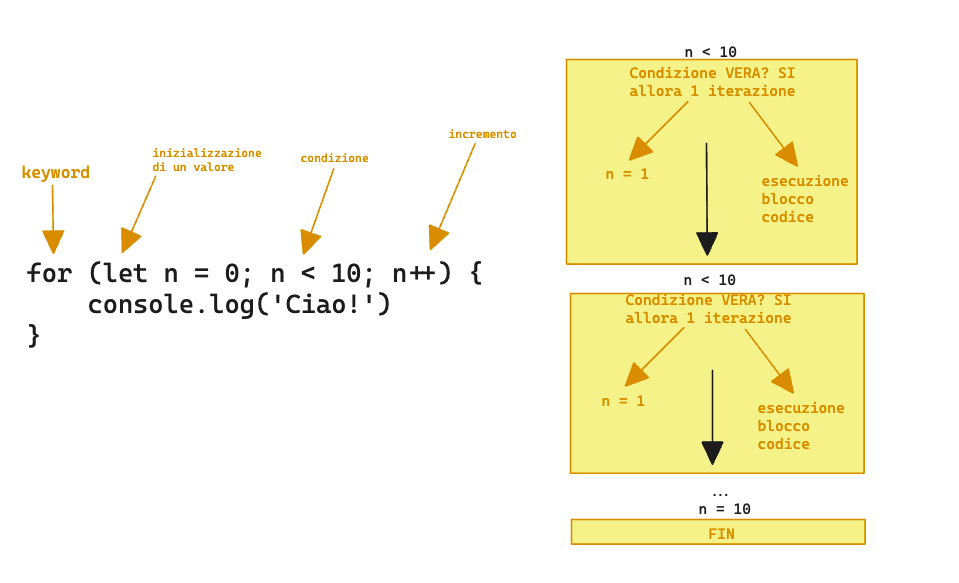 keyword
inizializzazione
di un valore
condizione
incremento
for (let n = 0; n < 10; n++) {
console.log('Ciao!')
}
n < 10
Condizione VERA? SI
allora 1 iterazione
n = 1
esecuzione
blocco
codice
n < 10
Condizione VERA? SI
allora 1 iterazione
n = 1
esecuzione
blocco
codice
...
n = 10
FIN